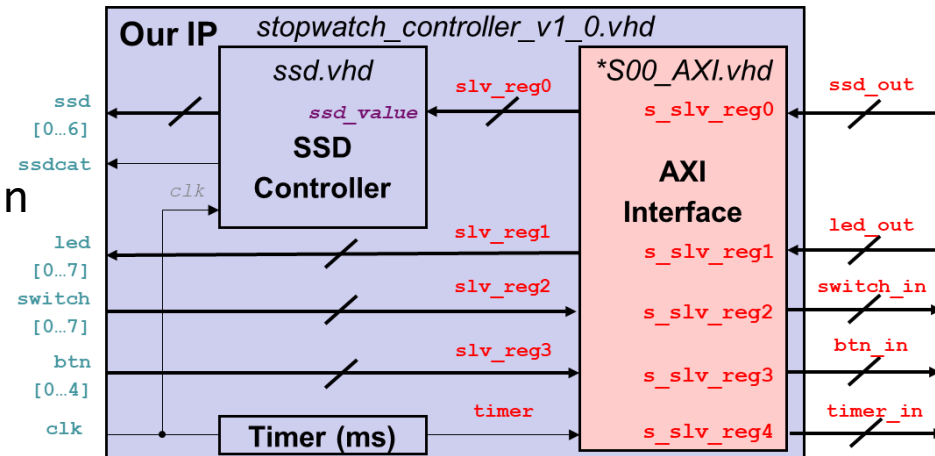 Our IP
stopwatch_controller_v1_0.vhd
ssd.vhd
*S00_AXI.vhd
ssd
[0…6]
ssd_value
slv_reg0
s_slv_reg0
ssd_out
ssdcat
SSD
Controller
AXI
Interface
n
clk
led
[0…7]
slv_reg1
s_slv_reg1
led_out
switch
[0…7]
slv_reg2
s_slv_reg2
switch_in
btn
[0…4]
slv_reg3
s_slv_reg3
btn_in
clk
Timer (ms)
timer
s_slv_reg4
timer_in